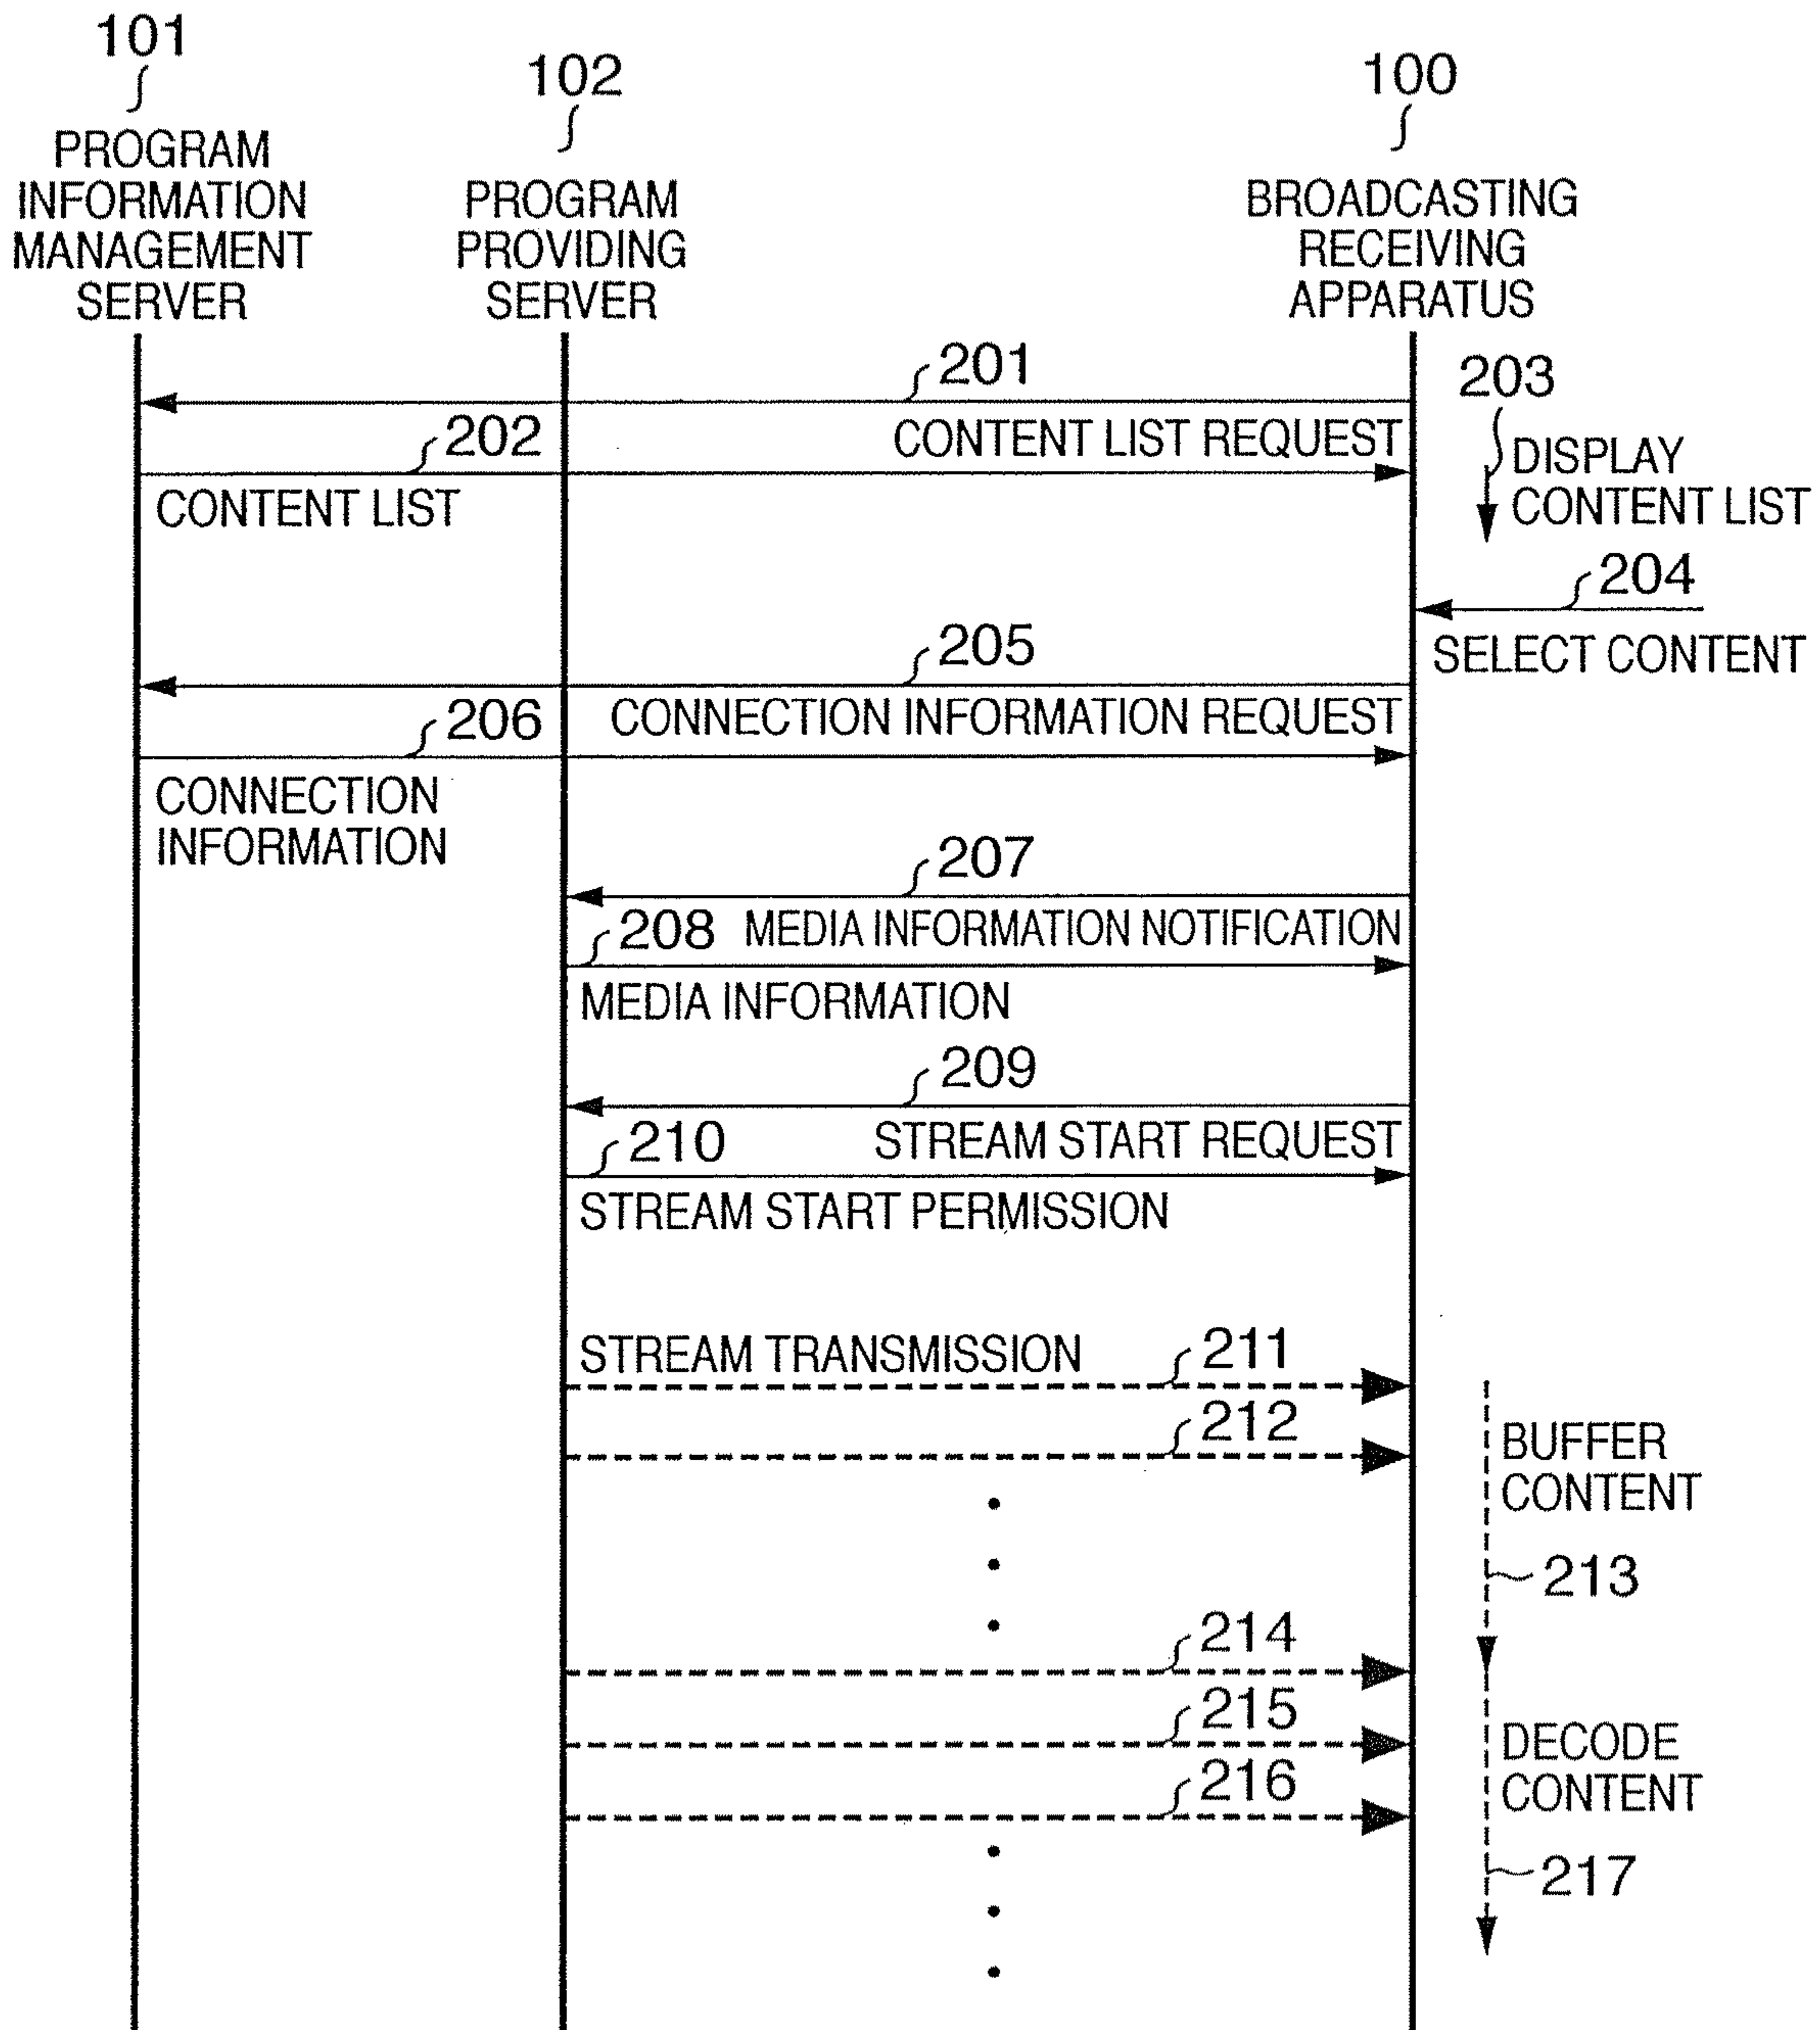 101
PROGRAM
INFORMATION
MANAGEMENT
SERVER
102
PROGRAM
PROVIDING
SERVER
100
BROADCASTING
RECEIVING
APPARATUS
201
CONTENT LIST REQUEST
202
CONTENT LIST
203
DISPLAY
CONTENT LIST
204
SELECT CONTENT
205
CONNECTION INFORMATION REQUEST
206
CONNECTION
INFORMATION
207
MEDIA INFORMATION NOTIFICATION
208
MEDIA INFORMATION
209
STREAM START REQUEST
210
STREAM START PERMISSION
STREAM TRANSMISSION
211
212
BUFFER
CONTENT
213
214
215
216
DECODE
CONTENT
217